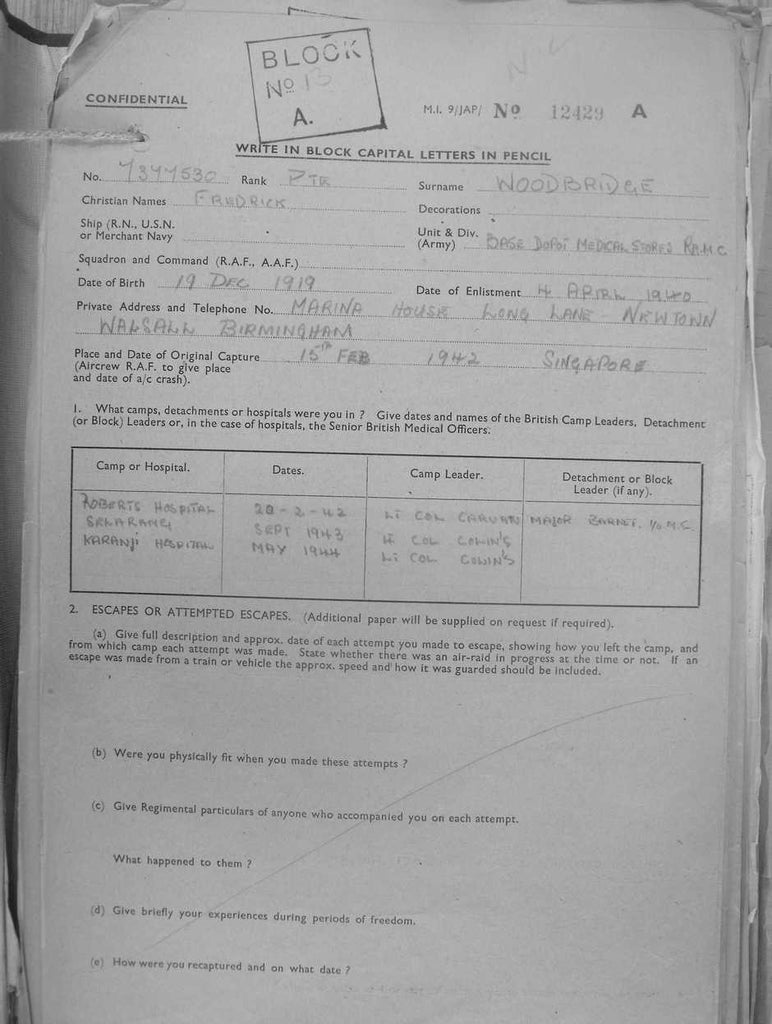 BLOCK
No 13
A.
CONFIDENTIAL
M.I. 9/JAP/ No 12429 A
WRITE IN BLOCK CAPITAL LETTERS IN PENCIL
No. 7377530 Rank PTE Surname WOODBRIDGE
Christian Names FREDRICK Decorations
Ship (R.N., U.S.N. or Merchant Navy
Unit & Div. (Army) BASE DOPOT MEDICAL STORES R.A.M.C
Squadron and Command (R.A.F., A.A.F.)
Date of Birth 19 DEC 1919 Date of Enlistment 4 APIRL 1940
Private Address and Telephone No. MARINA HOUSE LONG LANE NEWTOWN
WALSALL BIRMINGHAM
Place and Date of Original Capture 15TH FEB 1942 SINGAPORE
(Aircrew R.A.F. to give place
and date of a/c crash).
1. What camps, detachments or hospitals were you in ? Give dates and names of the British Camp Leaders, Detachment
(or Block) Leaders or, in the case of hospitals, the Senior British Medical Officers.
Camp or Hospital. Dates. Camp Leader. Detachment or Block Leader (if any).
ROBERTS HOSPITAL 20-2-42 LT COL MAJOR
SELARANG SEPT 1943 LT COL COLIN'S
KARANJI HOSPITAL MAY 1944 LT COL COLIN'S
2. ESCAPES OR ATTEMPTED ESCAPES. (Additional paper will be supplied on request if required).
(a) Give full description and approx. date of each attempt you made to escape, showing how you left the camp, and
from which camp each attempt was made. State whether there was an air-raid in progress at the time or not. If an
escape was made from a train or vehicle the approx. speed and how it was guarded should be included.
(b) Were you physically fit when you made these attempts ?
(c) Give Regimental particulars of anyone who accompanied you on each attempt.
What happened to them ?
(d) Give briefly your experiences during periods of freedom.
(e) How were you recaptured and on what date ?